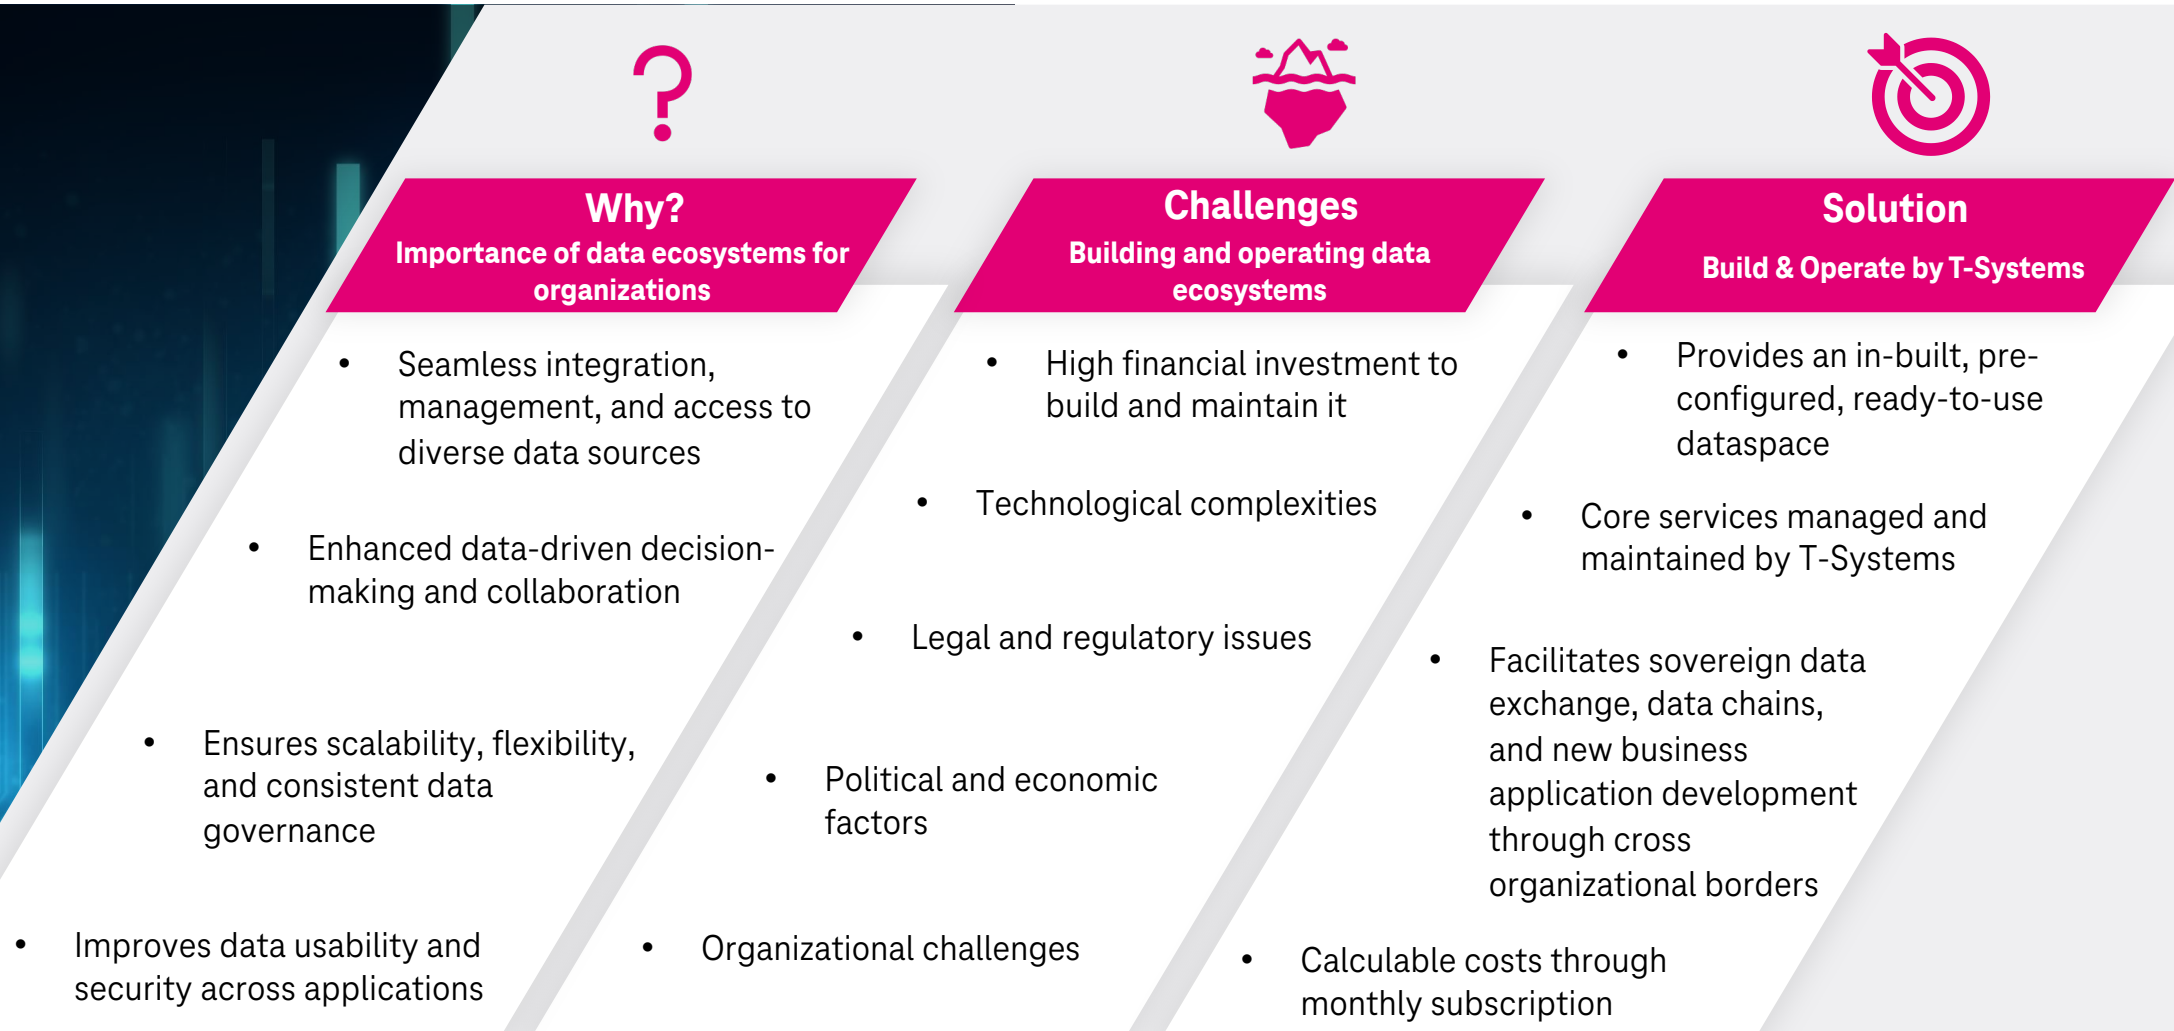 Why?
Importance of data ecosystems for
organizations
• Seamless integration,
management, and access to
diverse data sources
• Enhanced data-driven decision-
making and collaboration
• Ensures scalability, flexibility,
and consistent data
governance
• Improves data usability and
security across applications
Challenges
Building and operating data
ecosystems
• High financial investment to
build and maintain it
• Technological complexities
• Legal and regulatory issues
• Political and economic
factors
• Organizational challenges
Solution
Build & Operate by T-Systems
• Provides an in-built, pre-
configured, ready-to-use
dataspace
• Core services managed and
maintained by T-Systems
• Facilitates sovereign data
exchange, data chains,
and new business
application development
through cross
organizational borders
• Calculable costs through
monthly subscription